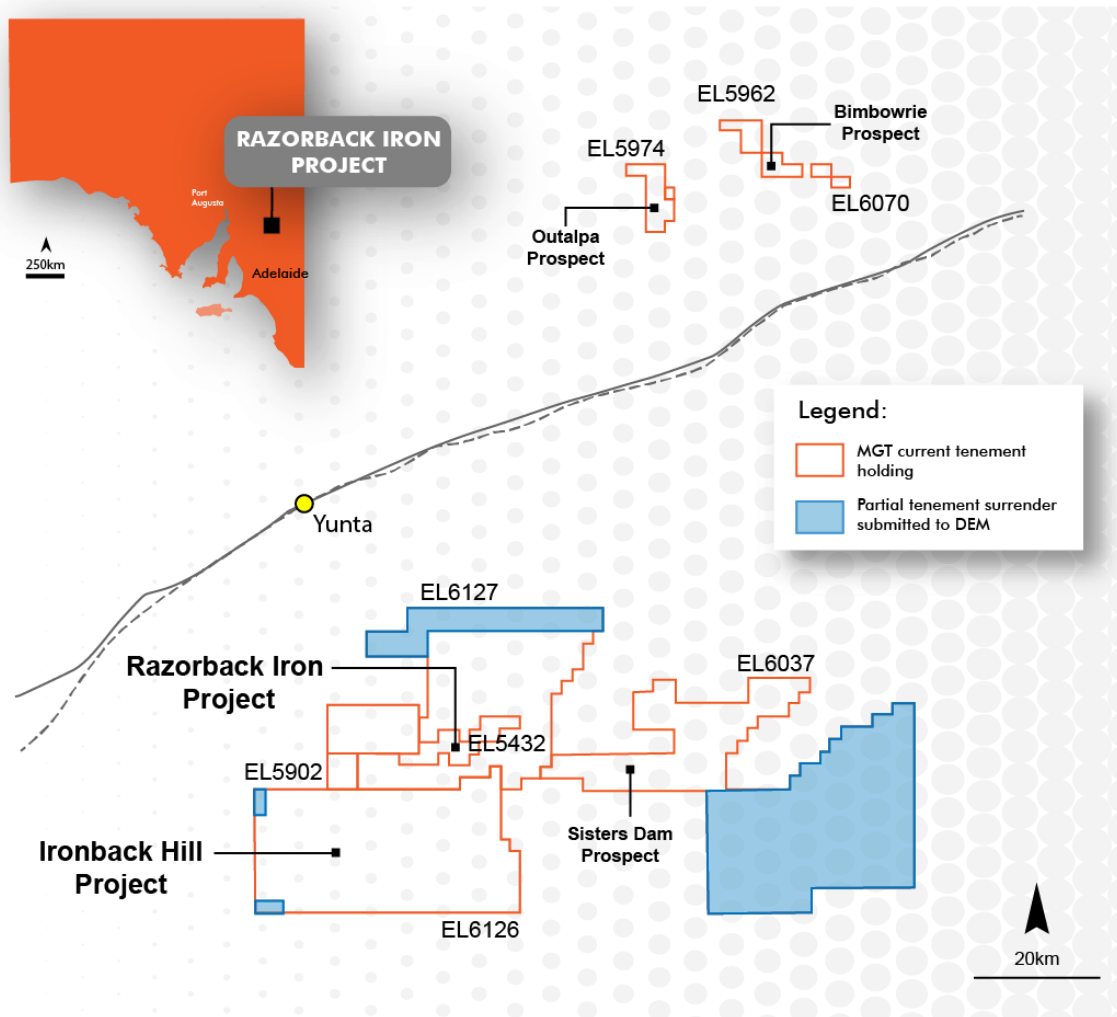 RAZORBACK IRON
PROJECT
Port
Augusta
250km
Adelaide
EL5962
Bimbowrie
Prospect
EL5974
EL6070
Outalpa
Prospect
Legend:
MGT current tenement
holding
Partial tenement surrender
submitted to DEM
Yunta
EL6127
Razorback Iron
Project
EL6037
EL5432
EL5902
Ironback Hill
Project
Sisters Dam
Prospect
EL6126
20km